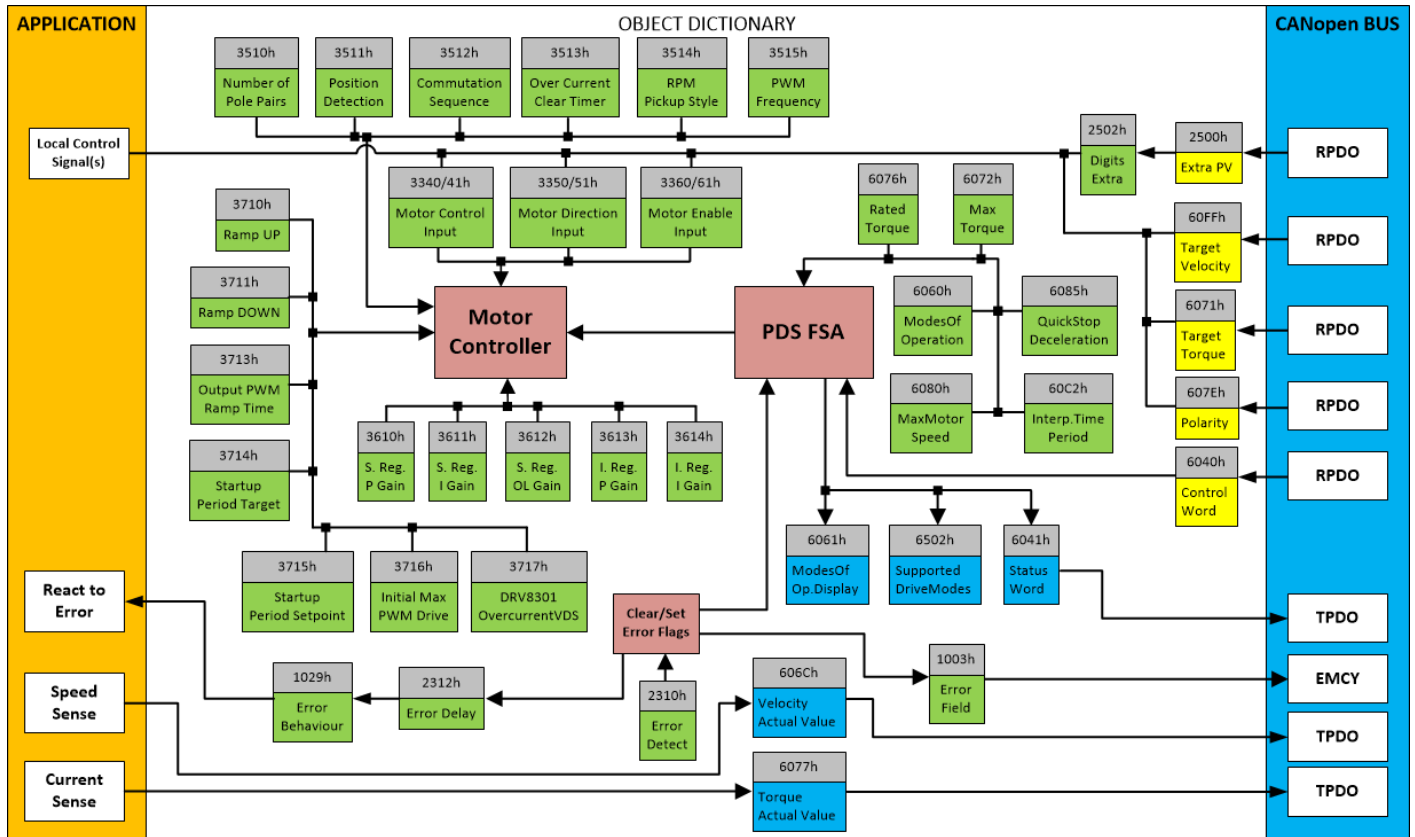 APPLICATION
OBJECT DICTIONARY
CANopen BUS
3510h
Number of
Pole Pairs
3511h
Position
Detection
3512h
Commutation
Sequence
3513h
Over Current
Clear Timer
3514h
RPM
Pickup Style
3515h
PWM
Frequency
Local Control
Signal(s)
2502h
Digits
Extra
2500h
Extra PV
RPDO
3340/41h
Motor Control
Input
3350/51h
Motor Direction
Input
3360/61h
Motor Enable
Input
6076h
Rated
Torque
6072h
Max
Torque
60FFh
Target
Velocity
RPDO
3710h
Ramp UP
3711h
Ramp DOWN
3713h
Output PWM
Ramp Time
3714h
Startup
Period Target
Motor
Controller
PDS FSA
6060h
ModesOf
Operation
6085h
QuickStop
Deceleration
6071h
Target
Torque
RPDO
6080h
MaxMotor
Speed
60C2h
Interp.Time
Period
607Eh
Polarity
RPDO
3610h
S. Reg.
P Gain
3611h
S. Reg.
I Gain
3612h
S. Reg.
OL Gain
3613h
I. Reg.
P Gain
3614h
I. Reg.
I Gain
6040h
Control
Word
RPDO
3715h
Startup
Period Setpoint
3716h
Initial Max
PWM Drive
3717h
DRV8301
OvercurrentVDS
6061h
ModesOf
Op.Display
6502h
Supported
DriveModes
6041h
Status
Word
React to
Error
Clear/Set
Error Flags
TPDO
1029h
Error
Behaviour
2312h
Error Delay
2310h
Error
Detect
1003h
Error
Field
EMCY
Speed
Sense
606Ch
Velocity
Actual Value
TPDO
Current
Sense
6077h
Torque
Actual Value
TPDO